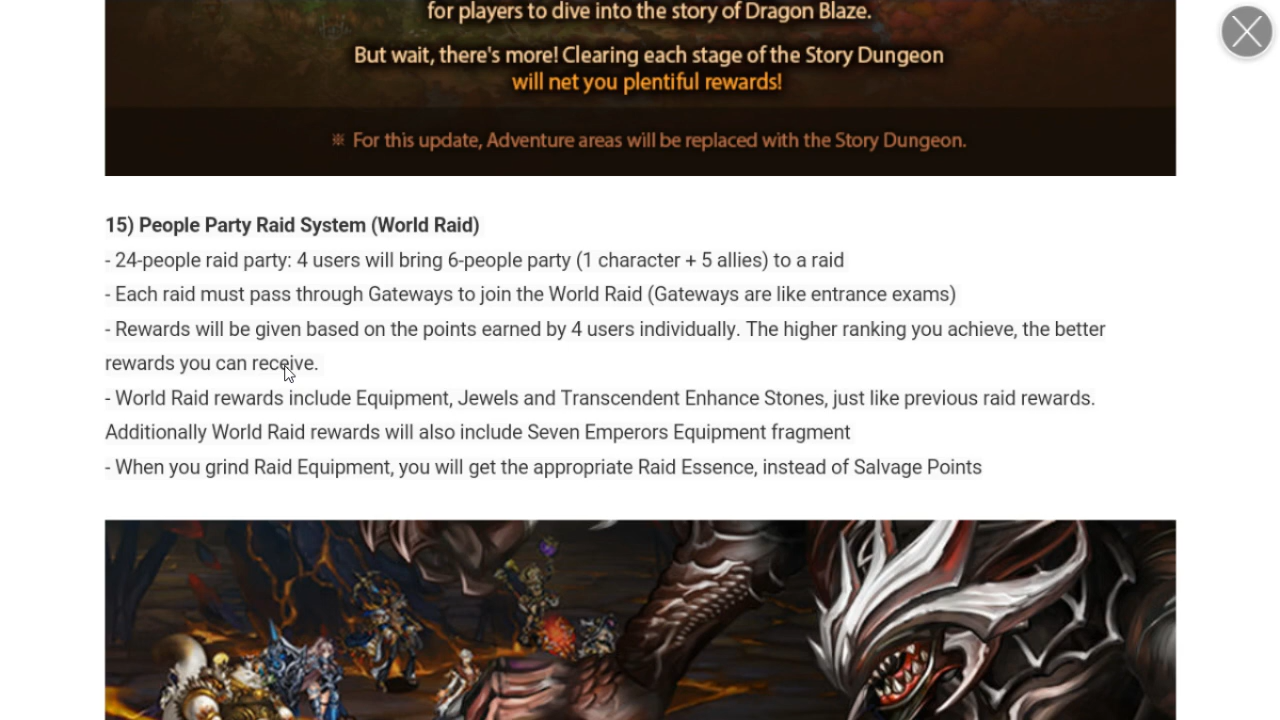 for players to dive into the story of Dragon Blaze.
But wait, there's more! Clearing each stage of the Story Dungeon
will net you plentiful rewards!
※ For this update, Adventure areas will be replaced with the Story Dungeon.
15) People Party Raid System (World Raid)
- 24-people raid party: 4 users will bring 6-people party (1 character + 5 allies) to a raid
- Each raid must pass through Gateways to join the World Raid (Gateways are like entrance exams)
- Rewards will be given based on the points earned by 4 users individually. The higher ranking you achieve, the better
rewards you can receive.
- World Raid rewards include Equipment, Jewels and Transcendent Enhance Stones, just like previous raid rewards.
Additionally World Raid rewards will also include Seven Emperors Equipment fragment
- When you grind Raid Equipment, you will get the appropriate Raid Essence, instead of Salvage Points